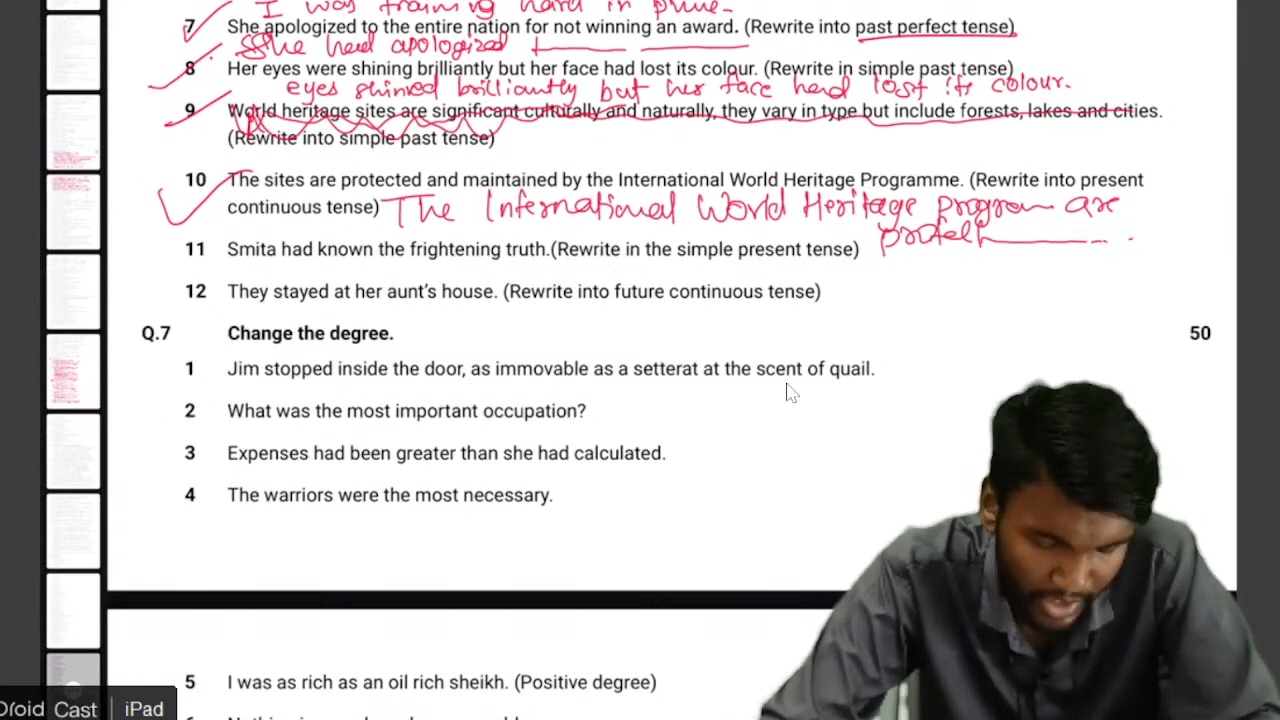 I was training hard in
7 She apologized to the entire nation for not winning an award. (Rewrite into past perfect tense)
She had apologized
8 Her eyes were shining brilliantly but her face had lost its colour. (Rewrite in simple past tense)
eyes shined brilliantly but her face had lost its colour.
9 World heritage sites are significant culturally and naturally, they vary in type but include forests, lakes and cities.
(Rewrite into simple past tense)
10 The sites are protected and maintained by the International World Heritage Programme. (Rewrite into present
continuous tense) The International World Heritage program are
11 Smita had known the frightening truth.(Rewrite in the simple present tense)
12 They stayed at her aunt's house. (Rewrite into future continuous tense)
Q.7 Change the degree. 50
1 Jim stopped inside the door, as immovable as a setterat at the scent of quail.
2 What was the most important occupation?
3 Expenses had been greater than she had calculated.
4 The warriors were the most necessary.
5 I was as rich as an oil rich sheikh. (Positive degree)
6
Droid Cast iPad